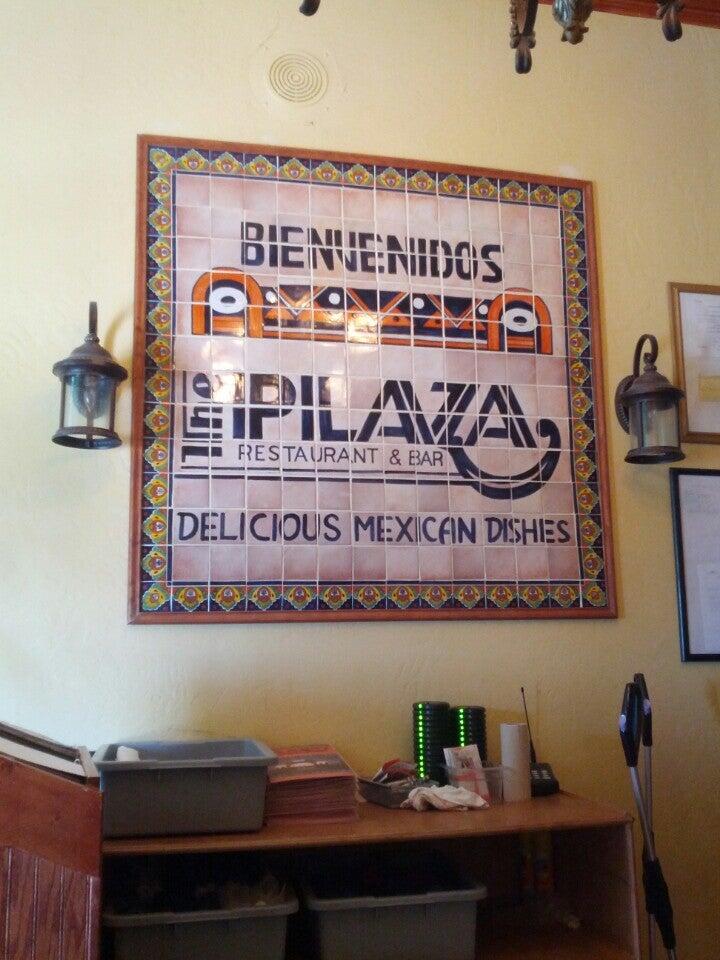 BIENVENIDOS
The PLAZA
RESTAURANT & BAR
DELICIOUS MEXICAN DISHES